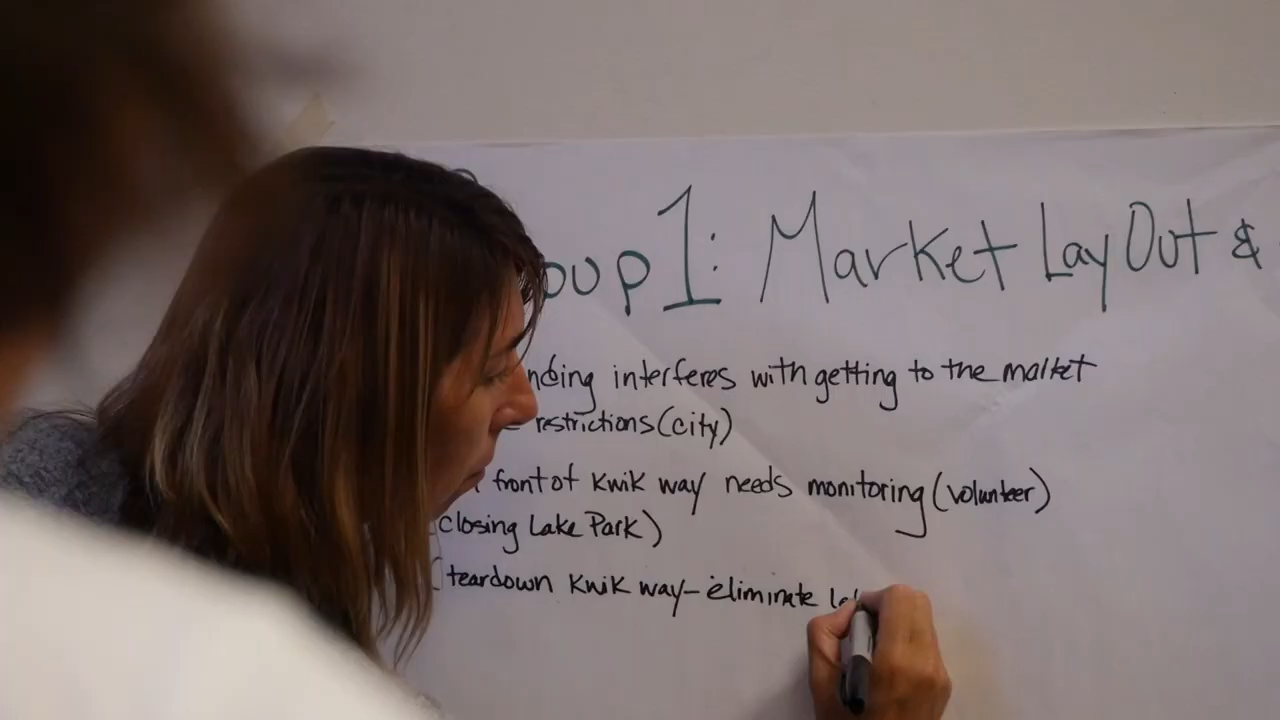 oup 1: Market LayOut &
nding interferes with getting to the market
restrictions (city)
front of Kwik way needs monitoring (volunteer)
closing Lake Park)
teardown Kwik way - eliminate